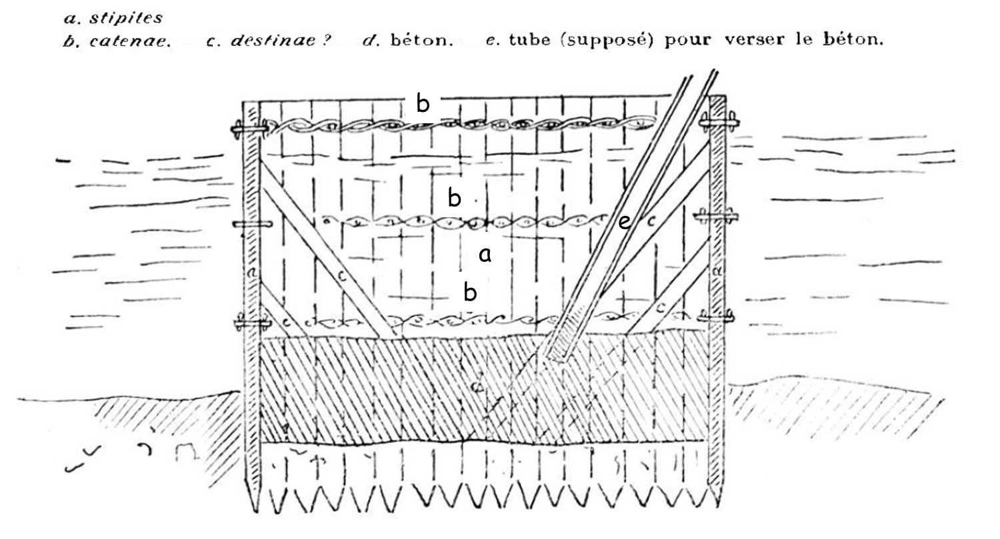 a. stipites
b. catenae. c. destinae ? d. béton. e. tube (supposé) pour verser le béton.
b
b
e
c
a
a
c
a
b
c
c